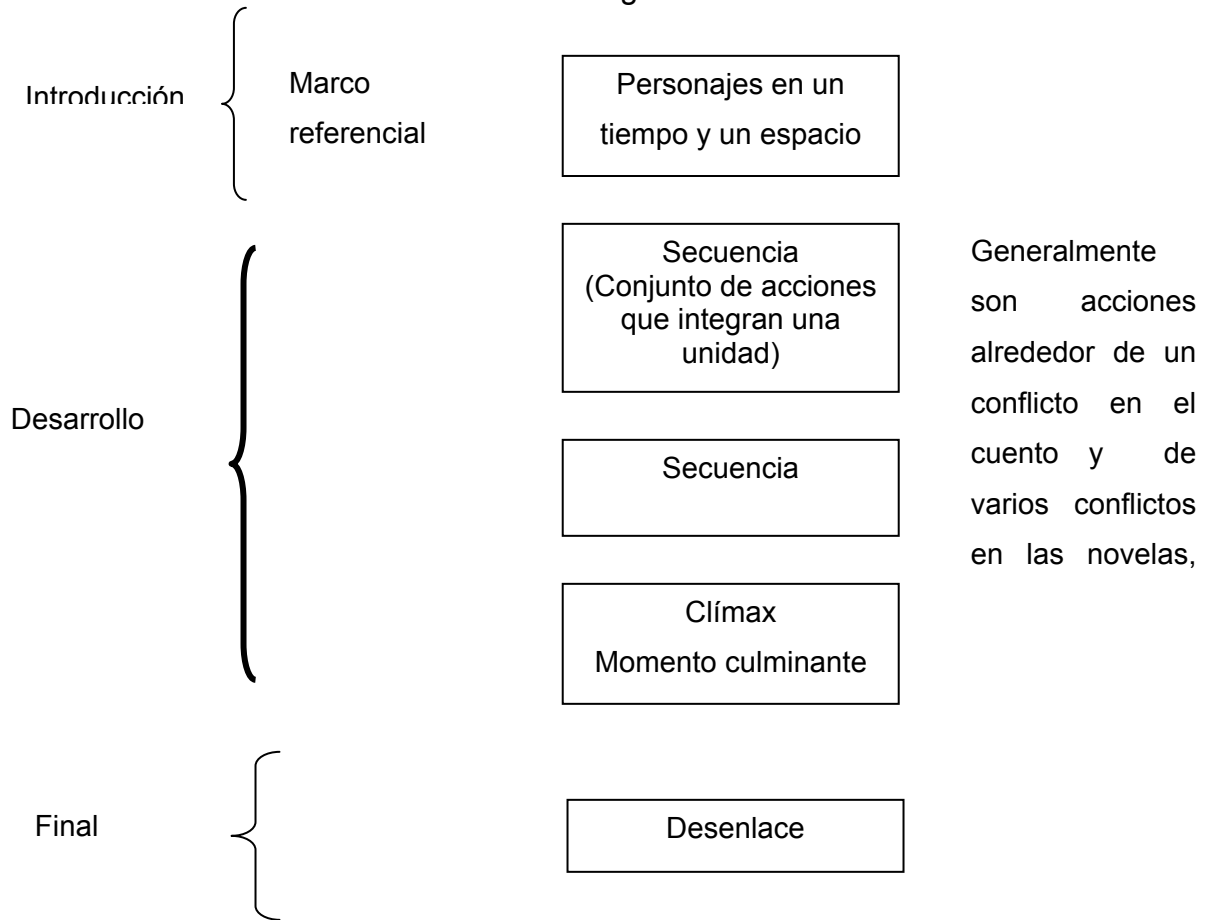 Introducción
Marco
referencial
Personajes en un
tiempo y un espacio
Desarrollo
Secuencia
(Conjunto de acciones
que integran una
unidad)
Secuencia
Clímax
Momento culminante
Generalmente
son acciones
alrededor de un
conflicto en el
cuento y de
varios conflictos
en las novelas,
Final
Desenlace